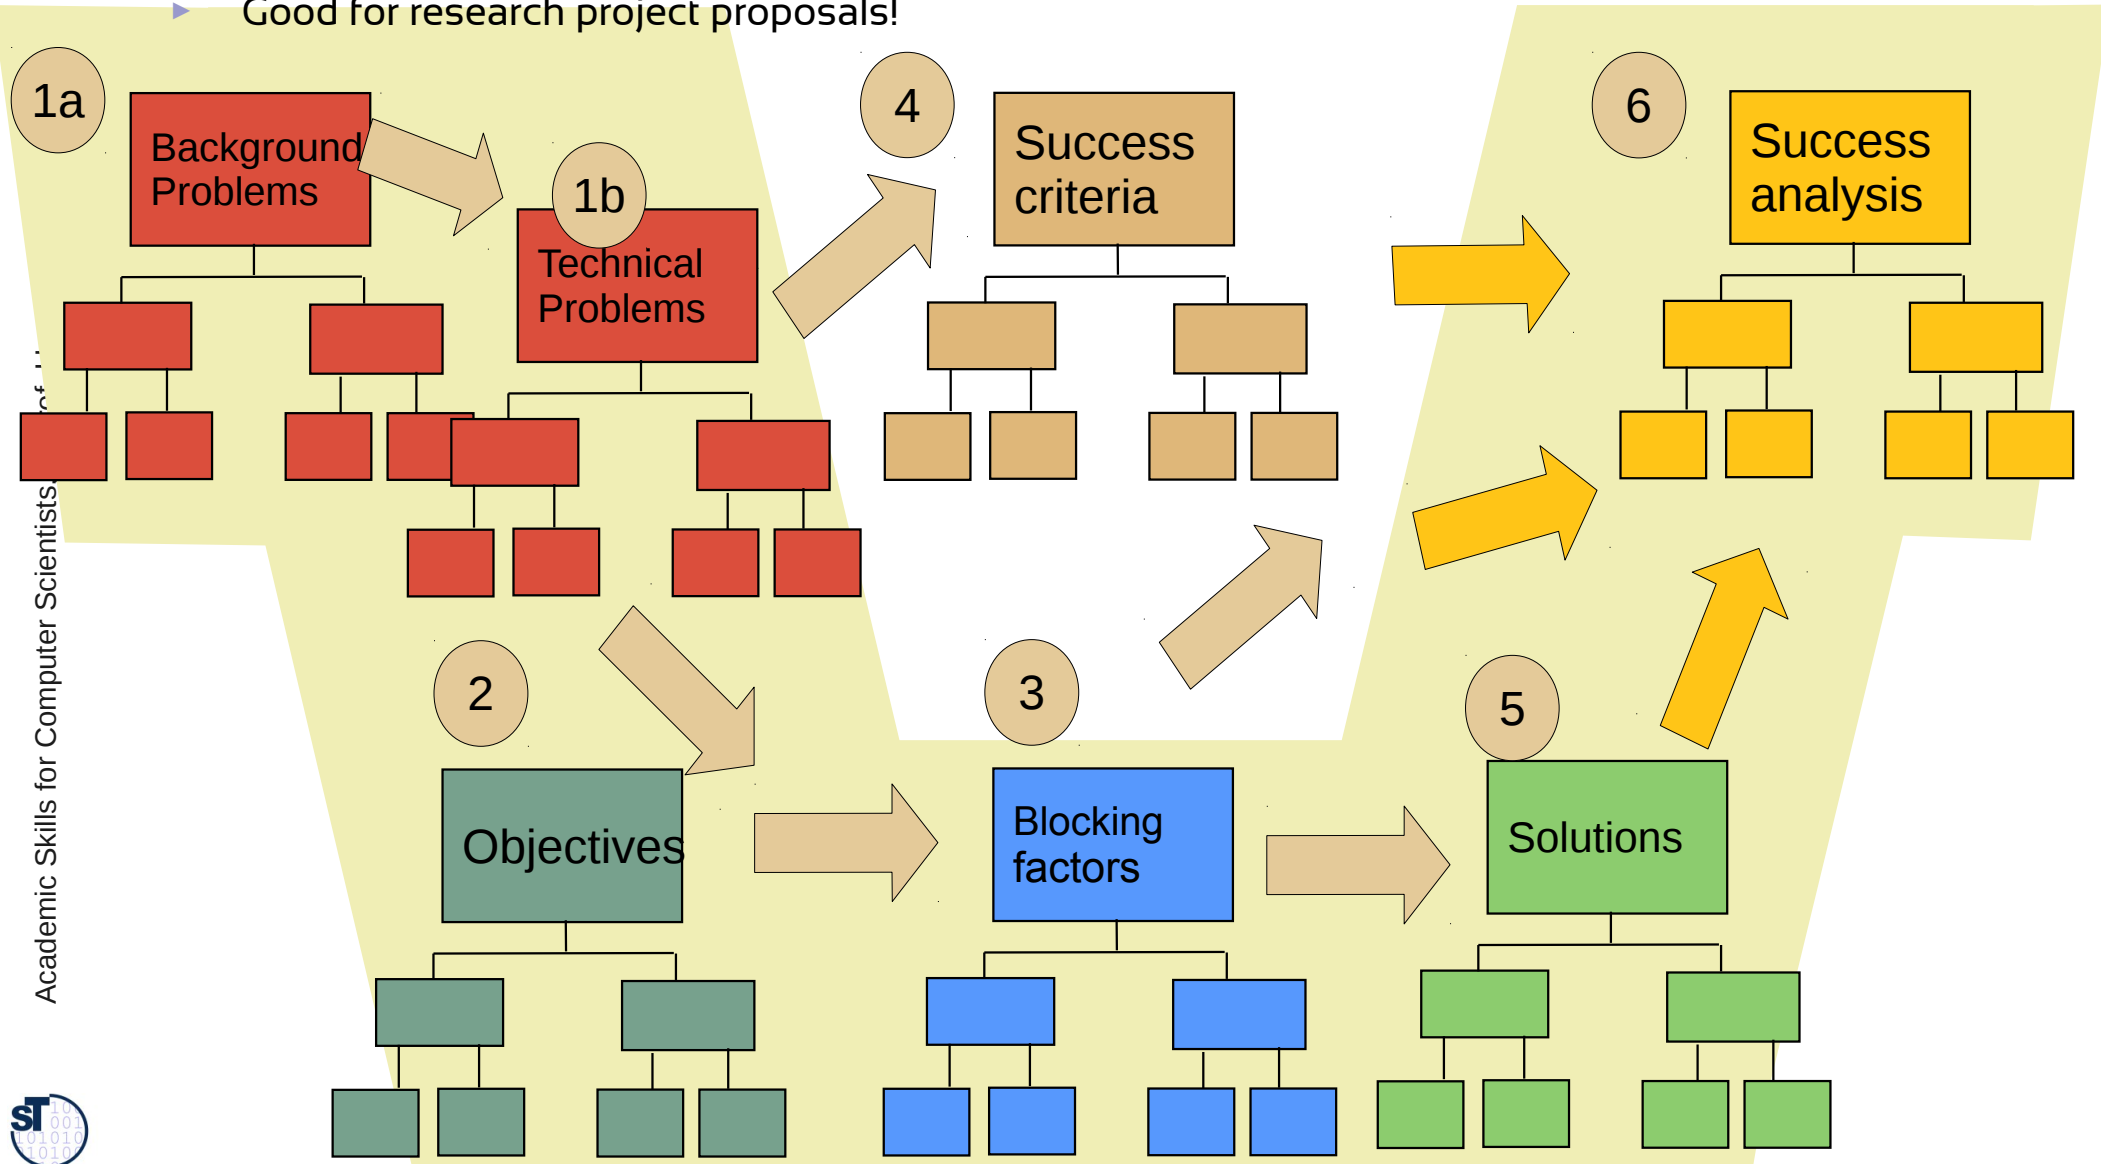 Good for research project proposals!
1a
Background
Problems
1b
Technical
Problems
4
Success
criteria
6
Success
analysis
2
Objectives
3
Blocking
factors
5
Solutions
Academic Skills for Computer Scientists,
ST